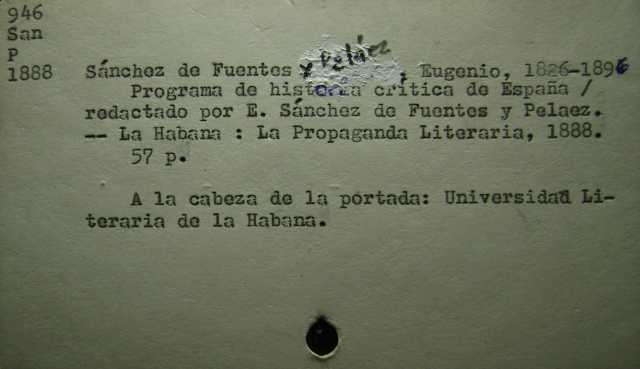 946
San
P
1888 Sánchez de Fuentes y Peláez, Eugenio, 1826-1896
Programa de historia crítica de España /
redactado por E. Sánchez de Fuentes y Pelaez.
-- La Habana : La Propaganda Literaria, 1888.
57 p.
A la cabeza de la portada: Universidad Li-
teraria de la Habana.